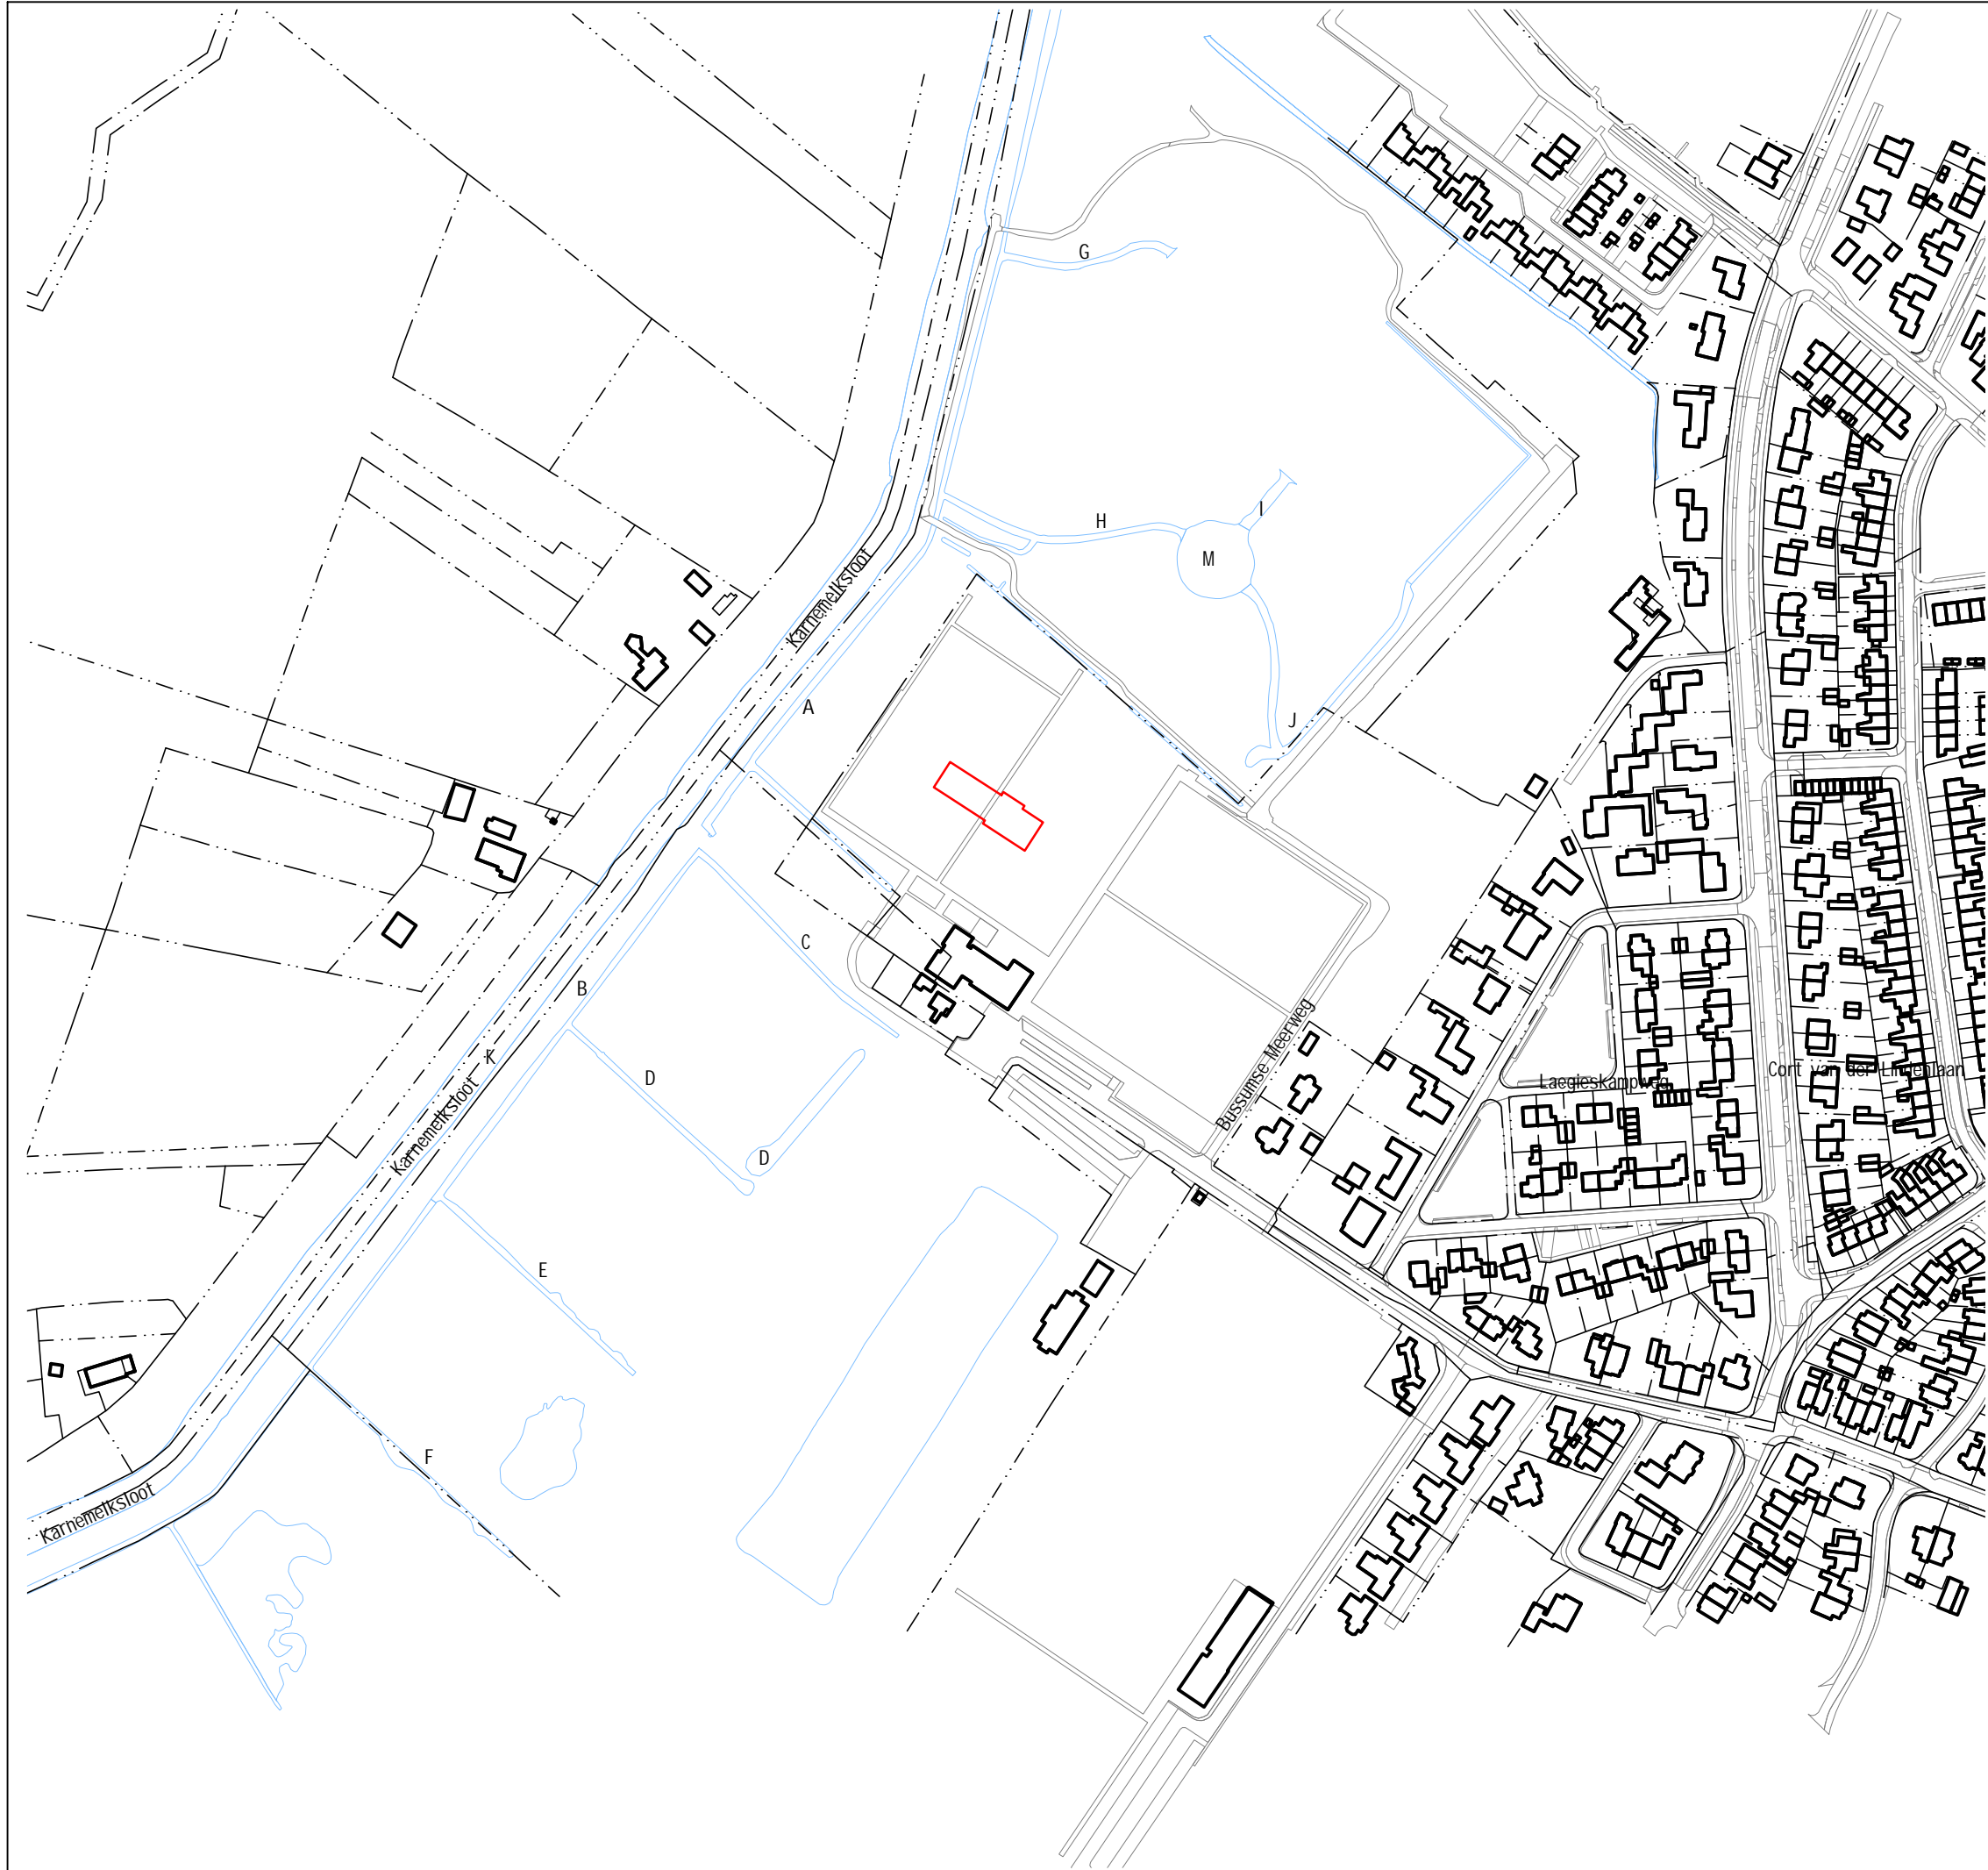 G
H
I
M
Karnemelksloot
A
J
C
B
K
D
Karnemelksloot
D
E
F
Karnemelksloot
Bussumse Meerweg
Laegieskampweg
Cort van der Lindenlaan